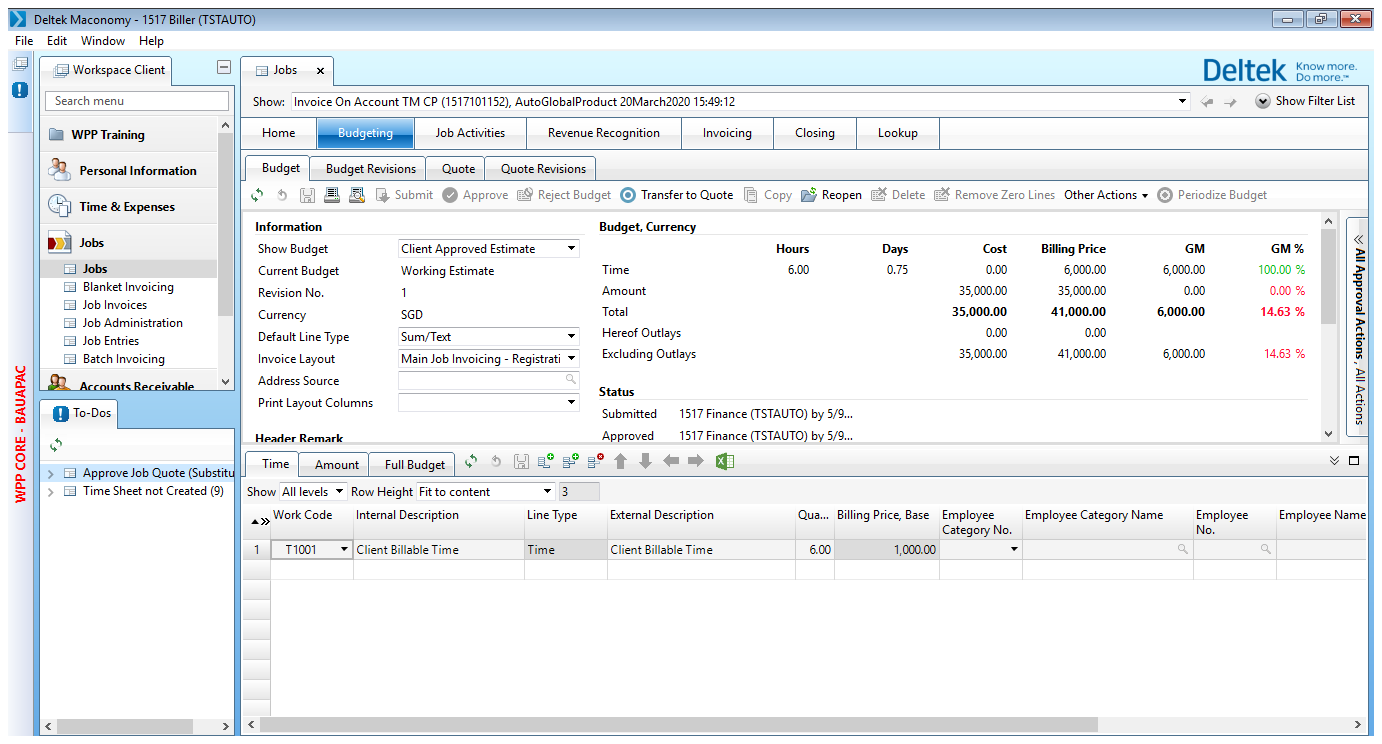 Deltek Maconomy - 1517 Biller (TSTAUTO)
File Edit Window Help
Workspace Client
Search menu
WPP Training
Personal Information
Time & Expenses
Jobs
Jobs
Blanket Invoicing
Job Invoices
Job Administration
Job Entries
Batch Invoicing
Accounts Receivable
To-Dos
Approve Job Quote (Substitu
Time Sheet not Created (9)
WPP CORE - BAUAPAC
Jobs x
Deltek Know more. Do more.™
Show: Invoice On Account TM CP (1517101152), AutoGlobalProduct 20March2020 15:49:12 Show Filter List
Home Budgeting Job Activities Revenue Recognition Invoicing Closing Lookup
Budget Budget Revisions Quote Quote Revisions
Submit Approve Reject Budget Transfer to Quote Copy Reopen Delete Remove Zero Lines Other Actions Periodize Budget
Information
Show Budget Client Approved Estimate
Current Budget Working Estimate
Revision No. 1
Currency SGD
Default Line Type Sum/Text
Invoice Layout Main Job Invoicing - Registrati
Address Source
Print Layout Columns
Header Remark
Budget, Currency
Hours Days Cost Billing Price GM GM %
Time 6.00 0.75 0.00 6,000.00 6,000.00 100.00 %
Amount 35,000.00 35,000.00 0.00 0.00 %
Total 35,000.00 41,000.00 6,000.00 14.63 %
Hereof Outlays 0.00 0.00
Excluding Outlays 35,000.00 41,000.00 6,000.00 14.63 %
Status
Submitted 1517 Finance (TSTAUTO) by 5/9...
Approved 1517 Finance (TSTAUTO) by 5/9...
All Approval Actions , All Actions
Time Amount Full Budget
Show All levels Row Height Fit to content 3
Work Code Internal Description Line Type External Description Qua... Billing Price, Base Employee Category No. Employee Category Name Employee No. Employee Name
1 T1001 Client Billable Time Time Client Billable Time 6.00 1,000.00